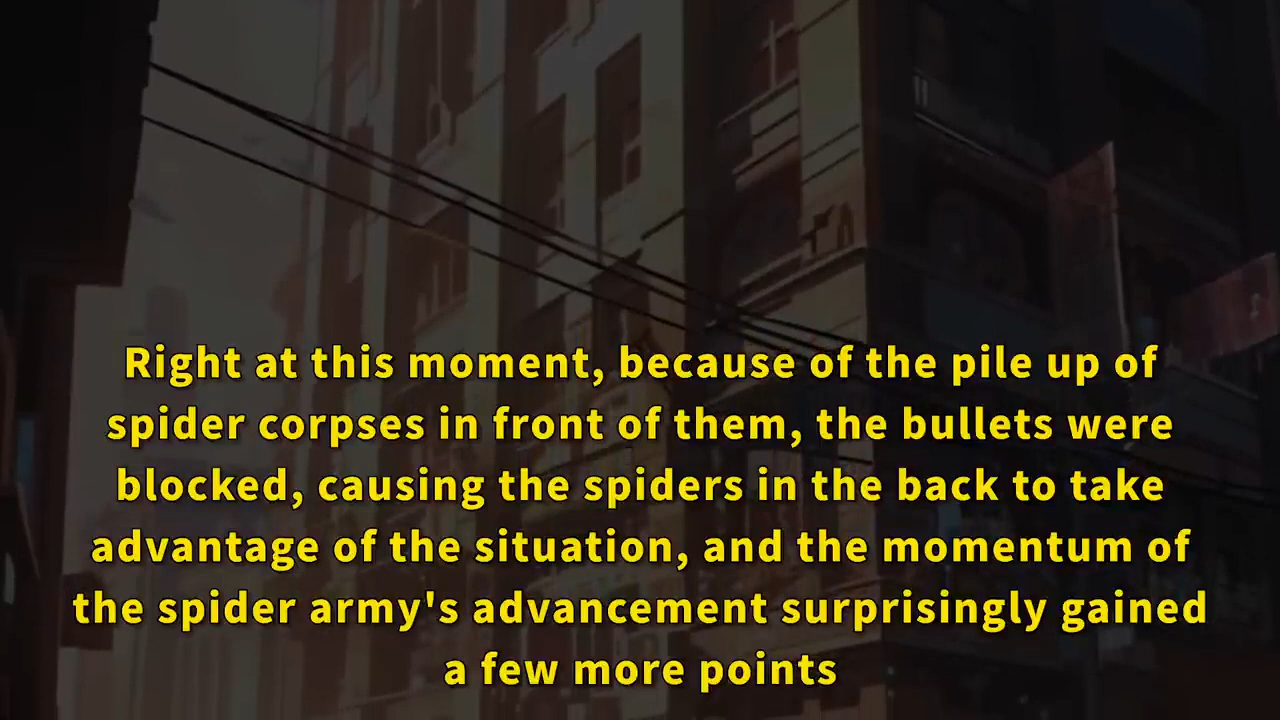 Right at this moment, because of the pile up of
spider corpses in front of them, the bullets were
blocked, causing the spiders in the back to take
advantage of the situation, and the momentum of
the spider army's advancement surprisingly gained
a few more points